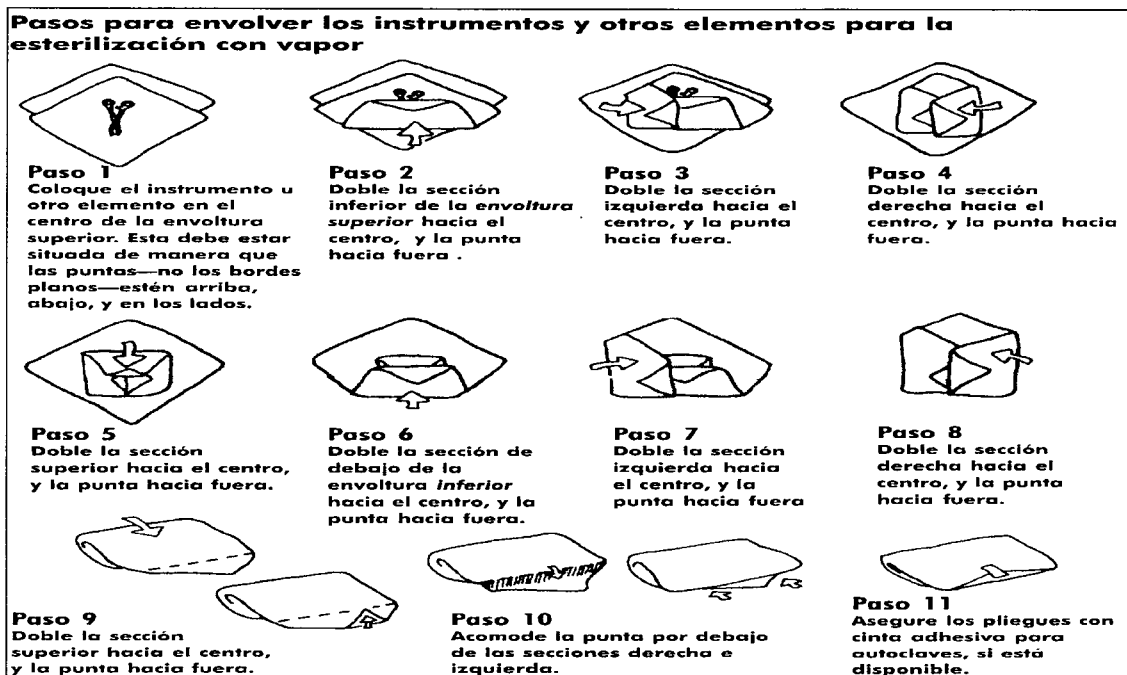 Pasos para envolver los instrumentos y otros elementos para la
esterilización con vapor
Paso 1
Coloque el instrumento u
otro elemento en el
centro de la envoltura
superior. Esta debe estar
situada de manera que
las puntas—no los bordes
planos—estén arriba,
abajo, y en los lados.
Paso 2
Doble la sección
inferior de la envoltura
superior hacia el
centro, y la punta
hacia fuera .
Paso 3
Doble la sección
izquierda hacia el
centro, y la punta
hacia fuera.
Paso 4
Doble la sección
derecha hacia el
centro, y la punta hacia
fuera.
Paso 5
Doble la sección
superior hacia el centro,
y la punta hacia fuera.
Paso 6
Doble la sección de
debajo de la
envoltura inferior
hacia el centro, y la
punta hacia fuera.
Paso 7
Doble la sección
izquierda hacia
el centro, y la
punta hacia fuera
Paso 8
Doble la sección
derecha hacia el
centro, y la punta
hacia fuera.
Paso 9
Doble la sección
superior hacia el centro,
y la punta hacia fuera.
Paso 10
Acomode la punta por debajo
de las secciones derecha e
izquierda.
Paso 11
Asegure los pliegues con
cinta adhesiva para
autoclaves, si está
disponible.